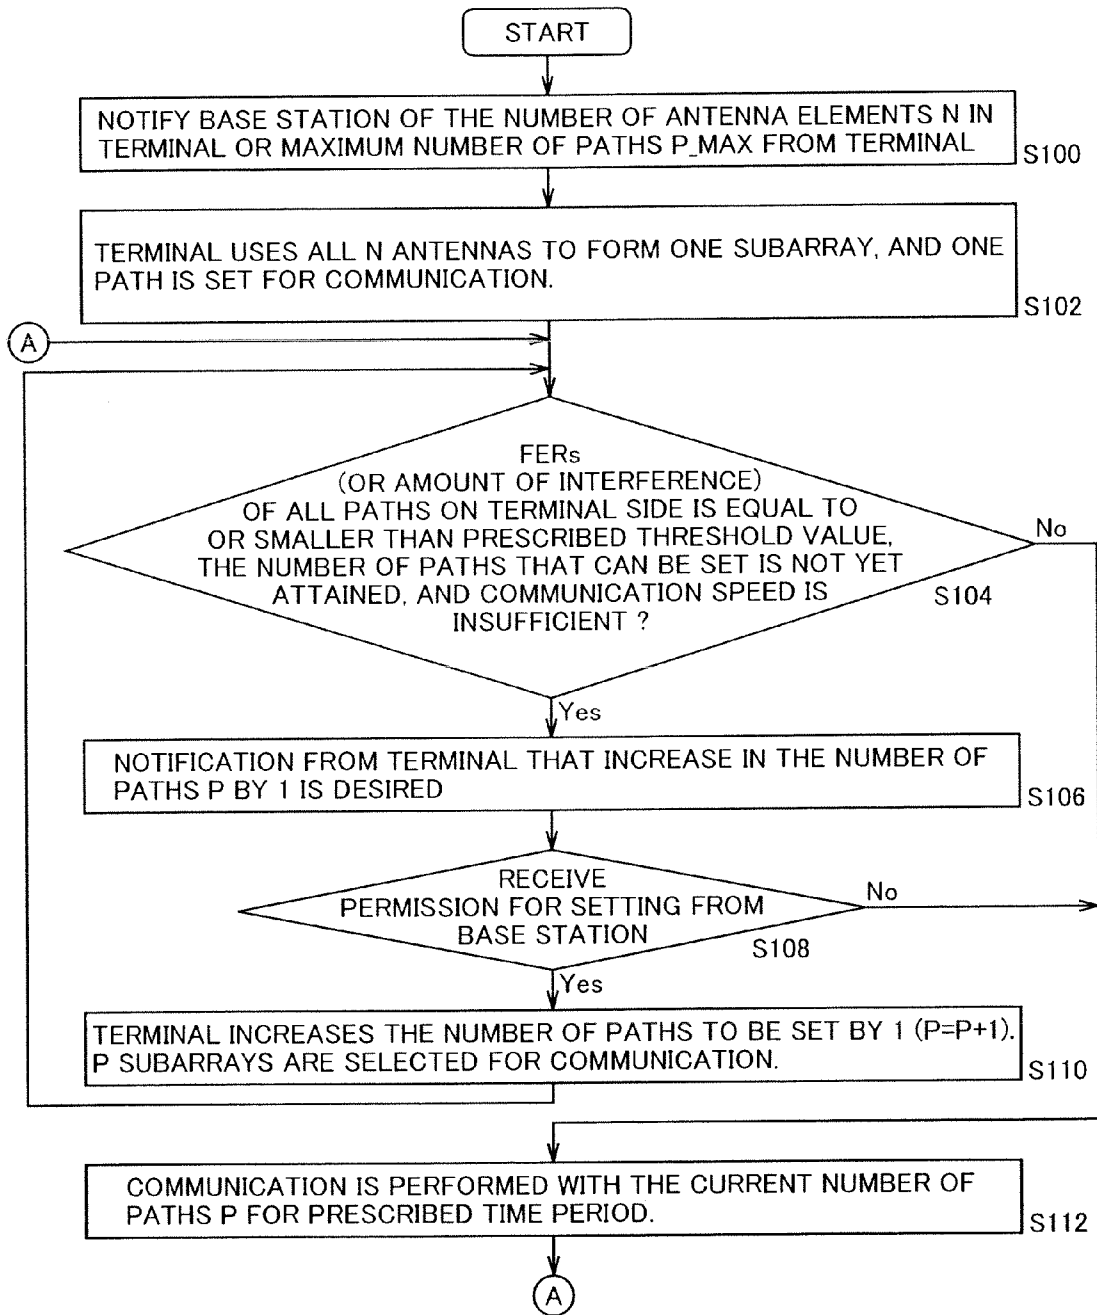 START
NOTIFY BASE STATION OF THE NUMBER OF ANTENNA ELEMENTS N IN
TERMINAL OR MAXIMUM NUMBER OF PATHS P_MAX FROM TERMINAL
S100
TERMINAL USES ALL N ANTENNAS TO FORM ONE SUBARRAY, AND ONE
PATH IS SET FOR COMMUNICATION.
S102
A
FERs
(OR AMOUNT OF INTERFERENCE)
OF ALL PATHS ON TERMINAL SIDE IS EQUAL TO
OR SMALLER THAN PRESCRIBED THRESHOLD VALUE,
THE NUMBER OF PATHS THAT CAN BE SET IS NOT YET
ATTAINED, AND COMMUNICATION SPEED IS
INSUFFICIENT ?
No
S104
Yes
NOTIFICATION FROM TERMINAL THAT INCREASE IN THE NUMBER OF
PATHS P BY 1 IS DESIRED
S106
RECEIVE
PERMISSION FOR SETTING FROM
BASE STATION
No
S108
Yes
TERMINAL INCREASES THE NUMBER OF PATHS TO BE SET BY 1 (P=P+1).
P SUBARRAYS ARE SELECTED FOR COMMUNICATION.
S110
COMMUNICATION IS PERFORMED WITH THE CURRENT NUMBER OF
PATHS P FOR PRESCRIBED TIME PERIOD.
S112
A